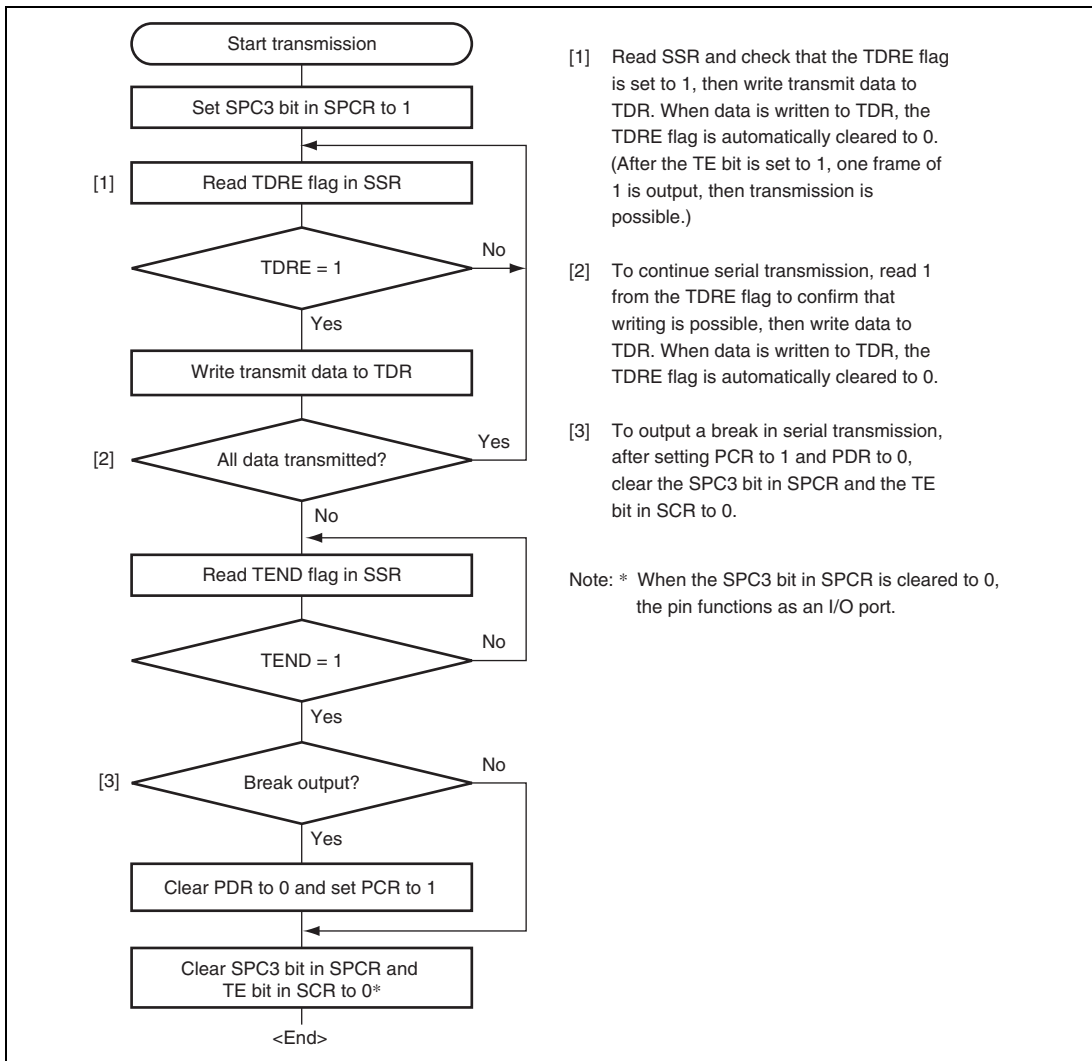 Start transmission
Set SPC3 bit in SPCR to 1
[1]
Read TDRE flag in SSR
No
TDRE = 1
Yes
Write transmit data to TDR
Yes
[2]
All data transmitted?
No
Read TEND flag in SSR
No
TEND = 1
Yes
No
[3]
Break output?
Yes
Clear PDR to 0 and set PCR to 1
Clear SPC3 bit in SPCR and
TE bit in SCR to 0*
<End>
[1] Read SSR and check that the TDRE flag
is set to 1, then write transmit data to
TDR. When data is written to TDR, the
TDRE flag is automatically cleared to 0.
(After the TE bit is set to 1, one frame of
1 is output, then transmission is
possible.)
[2] To continue serial transmission, read 1
from the TDRE flag to confirm that
writing is possible, then write data to
TDR. When data is written to TDR, the
TDRE flag is automatically cleared to 0.
[3] To output a break in serial transmission,
after setting PCR to 1 and PDR to 0,
clear the SPC3 bit in SPCR and the TE
bit in SCR to 0.
Note: * When the SPC3 bit in SPCR is cleared to 0,
the pin functions as an I/O port.